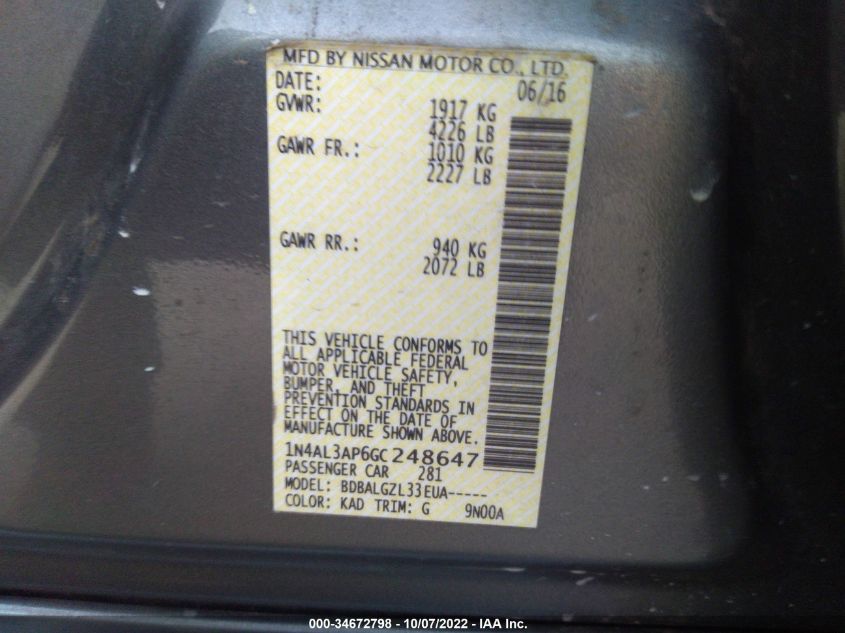 MFD BY NISSAN MOTOR CO., LTD.
DATE: 06/16
GVWR: 1917 KG
4226 LB
GAWR FR.: 1010 KG
2227 LB
GAWR RR.: 940 KG
2072 LB
THIS VEHICLE CONFORMS TO
ALL APPLICABLE FEDERAL
MOTOR VEHICLE SAFETY,
BUMPER, AND THEFT
PREVENTION STANDARDS IN
EFFECT ON THE DATE OF
MANUFACTURE SHOWN ABOVE.
1N4AL3AP6GC248647
PASSENGER CAR 281
MODEL: BDBALGZL33EUA-----
COLOR: KAD TRIM: G 9N00A
000-34672798 - 10/07/2022 - IAA Inc.